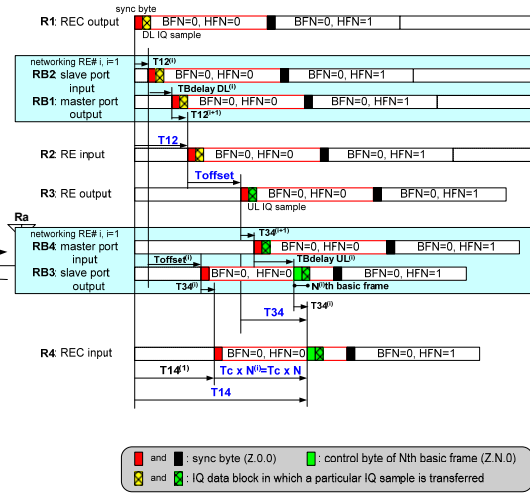 sync byte
R1: REC output
BFN=0, HFN=0
BFN=0, HFN=1
DL IQ sample
networking RE# i, i=1
T12(i)
RB2: slave port input
BFN=0, HFN=0
BFN=0, HFN=1
TBdelay DL(i)
RB1: master port output
BFN=0, HFN=0
BFN=0, HFN=1
T12(i+1)
T12
R2: RE input
BFN=0, HFN=0
BFN=0, HFN=1
Toffset
R3: RE output
BFN=0, HFN=0
BFN=0, HFN=1
UL IQ sample
Ra
networking RE# i, i=1
T34(i+1)
RB4: master port input
BFN=0, HFN=0
BFN=0, HFN=1
Toffset(i)
TBdelay UL(i)
RB3: slave port output
BFN=0, HFN=0
BFN=0, HFN=1
T34(i)
N(i)th basic frame
T34(i)
T34
R4: REC input
BFN=0, HFN=0
BFN=0, HFN=1
T14(1)
Tc x N(i)=Tc x N
T14
and : sync byte (Z.0.0)
: control byte of Nth basic frame (Z.N.0)
and : IQ data block in which a particular IQ sample is transferred